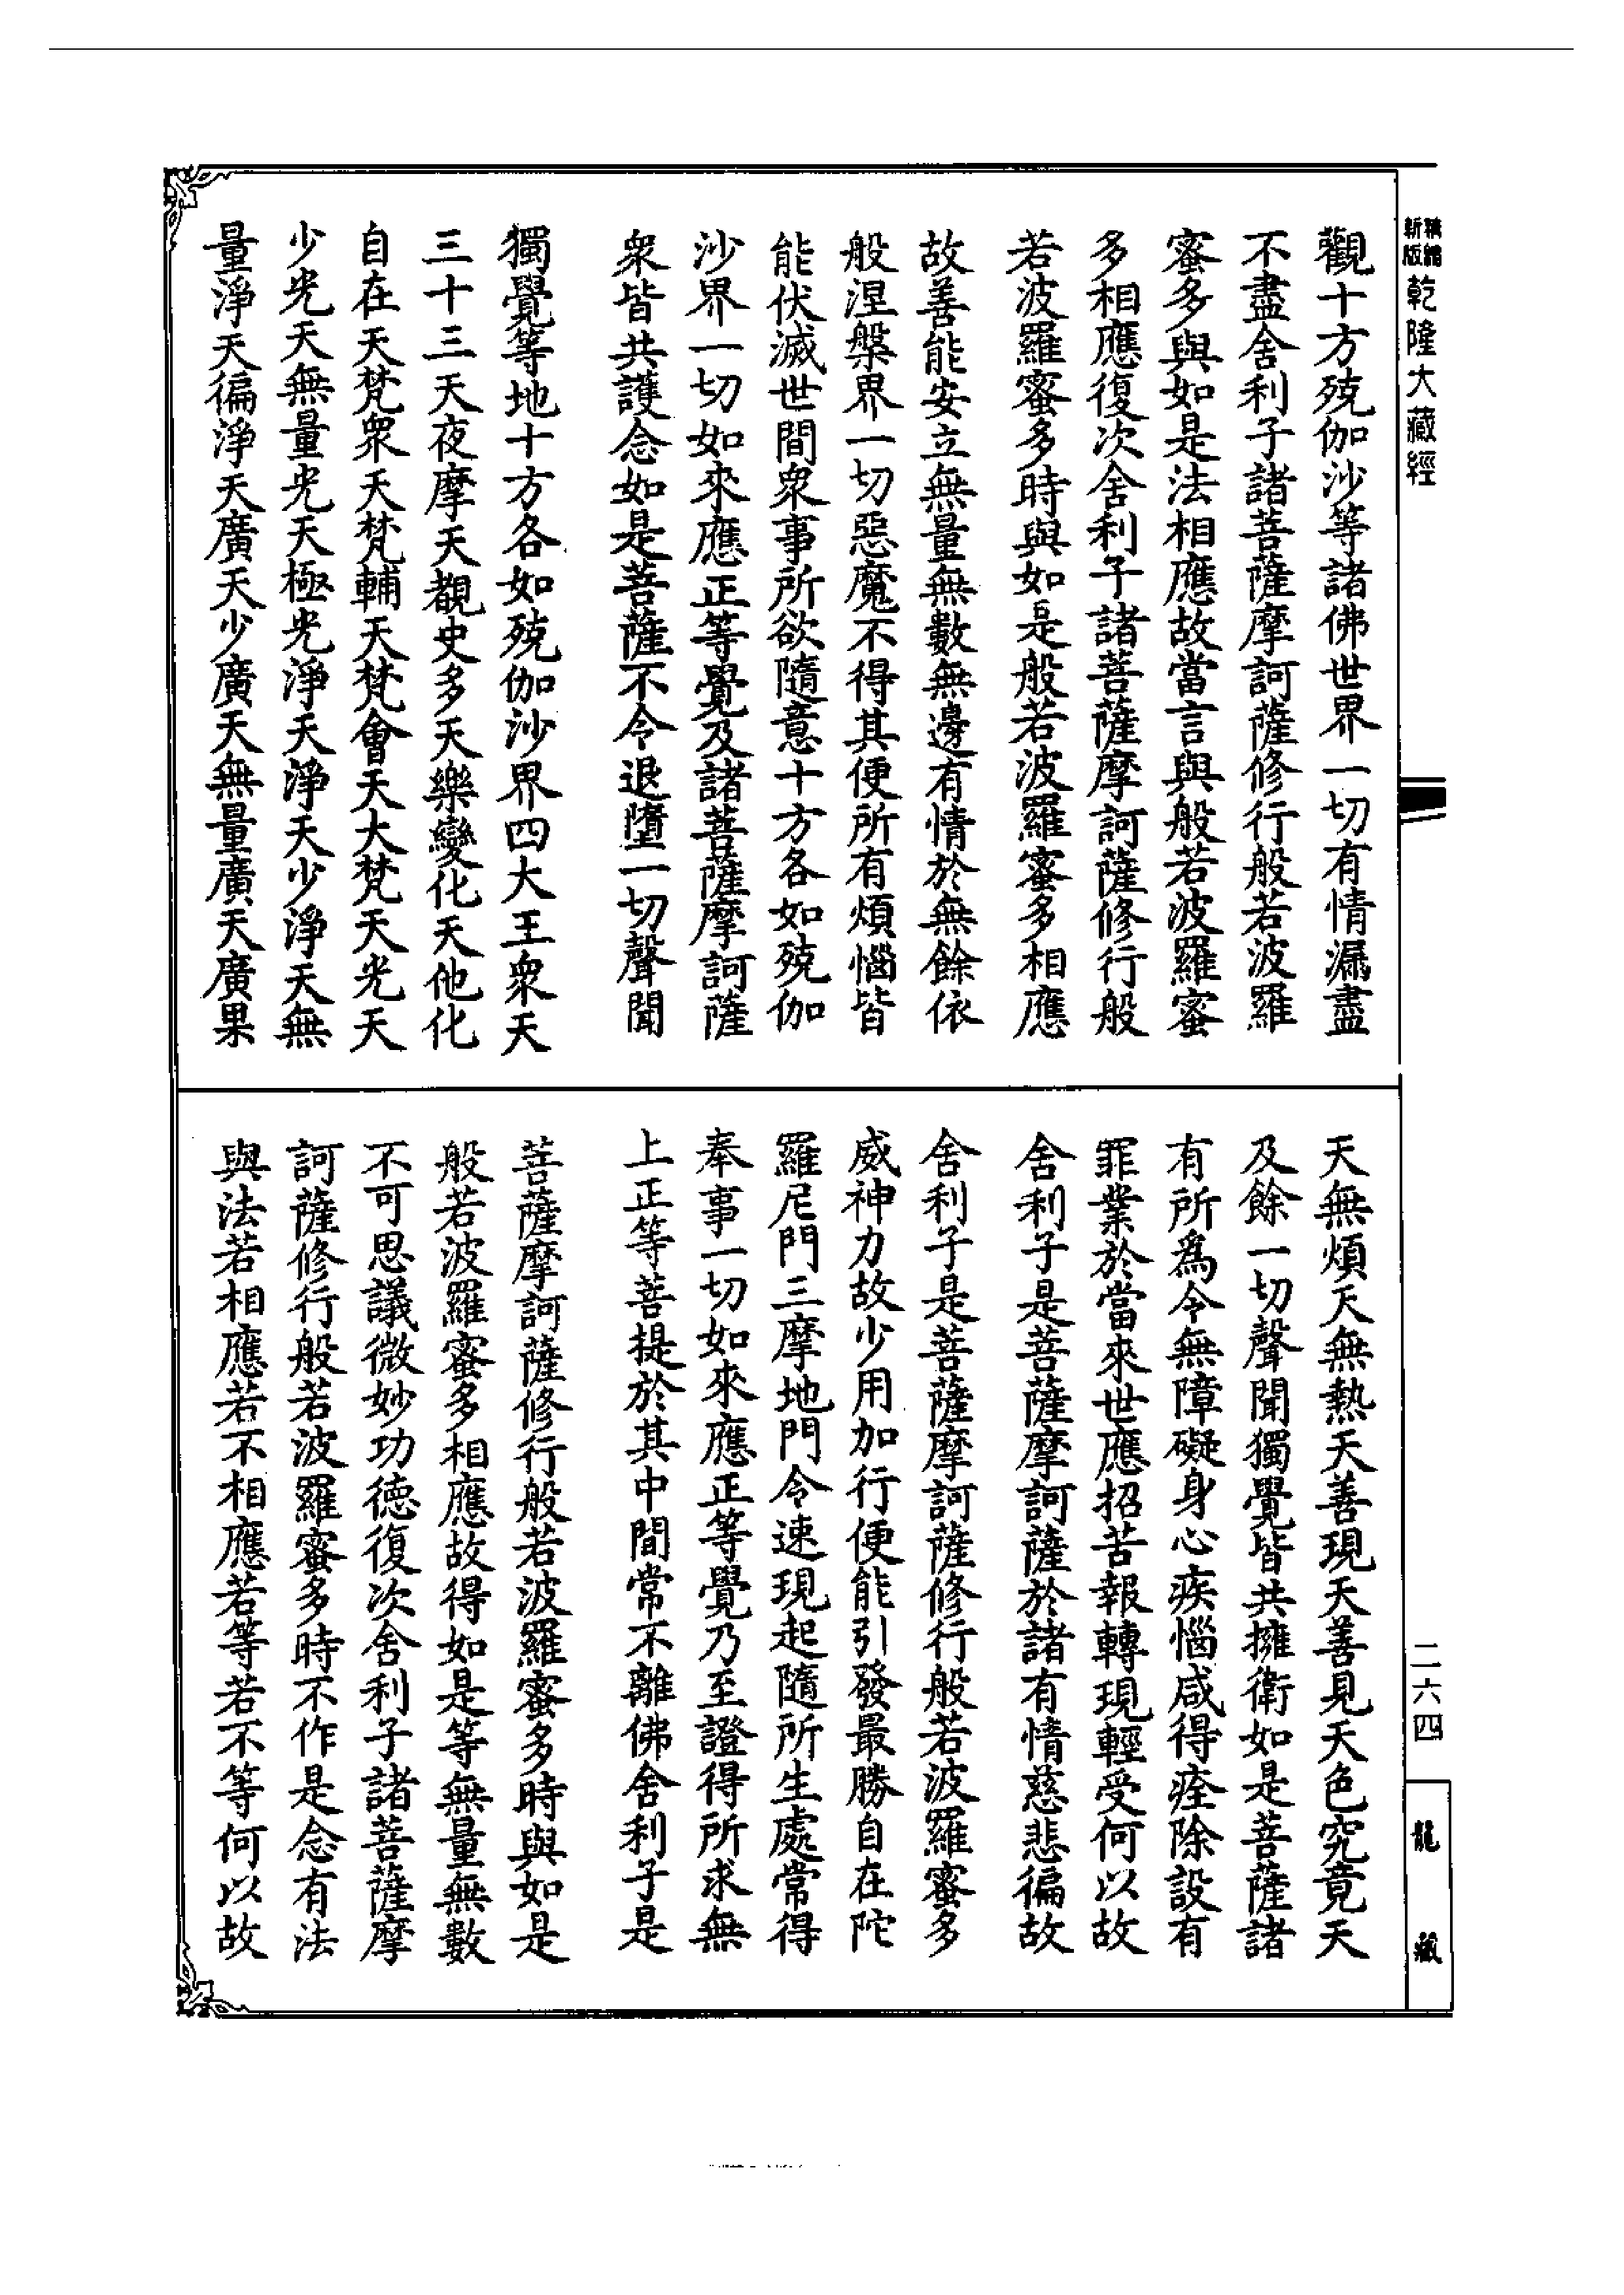 新編
版縮
乾隆大藏經
觀十方殑伽沙等諸佛世界一切有情漏盡
不盡舍利子諸菩薩摩訶薩修行般若波羅
蜜多與如是法相應故當言與般若波羅蜜
多相應復次舍利子諸菩薩摩訶薩修行般
若波羅蜜多時與如是般若波羅蜜多相應
故善能安立無量無數無邊有情於無餘依
般涅槃界一切惡魔不得其便所有煩惱皆
能伏滅世間衆事所欲隨意十方各如殑伽
沙界一切如來應正等覺及諸菩薩摩訶薩
衆皆共護念如是菩薩不令退墮一切聲聞
獨覺等地十方各如殑伽沙界四大王衆天
三十三天夜摩天覩史多天樂變化天他化
自在天梵衆天梵輔天梵會天大梵天光天
少光天無量光天極光淨天淨天少淨天無
量淨天徧淨天廣天少廣天無量廣天廣果
天無煩天無熱天善現天善見天色究竟天
及餘一切聲聞獨覺皆共擁衛如是菩薩諸
有所爲令無障礙身心疾惱咸得痊除設有
罪業於當來世應招苦報轉現輕受何以故
舍利子是菩薩摩訶薩於諸有情慈悲徧故
舍利子是菩薩摩訶薩修行般若波羅蜜多
威神力故少用加行便能引發最勝自在陀
羅尼門三摩地門令速現起隨所生處常得
奉事一切如來應正等覺乃至證得所求無
上正等菩提於其中間常不離佛舍利子是
菩薩摩訶薩修行般若波羅蜜多時與如是
般若波羅蜜多相應故得如是等無量無數
不可思議微妙功德復次舍利子諸菩薩摩
訶薩修行般若波羅蜜多時不作是念有法
與法若相應若不相應若等若不等何以故
二六四
龍藏